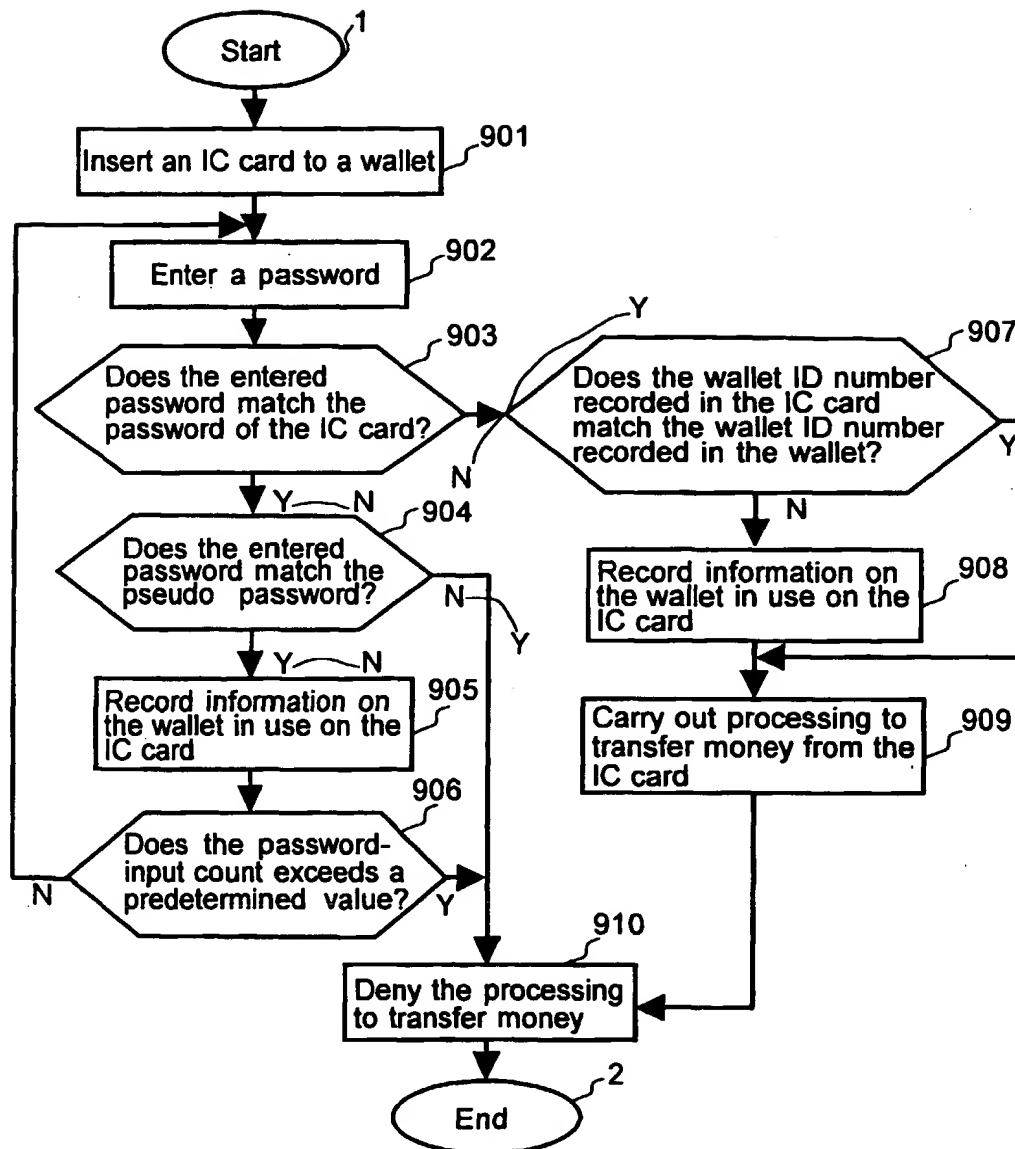 1
Start
901
Insert an IC card to a wallet
902
Enter a password
903
Does the entered
password match the
password of the IC card?
Y
N
907
Does the wallet ID number
recorded in the IC card
match the wallet ID number
recorded in the wallet?
Y
N
Y N
904
Does the entered
password match the
pseudo password?
N
Y
908
Record information on
the wallet in use on the
IC card
Y N
905
Record information on
the wallet in use on the
IC card
909
Carry out processing to
transfer money from the
IC card
906
Does the password-
input count exceeds a
predetermined value?
N
Y
910
Deny the processing
to transfer money
2
End